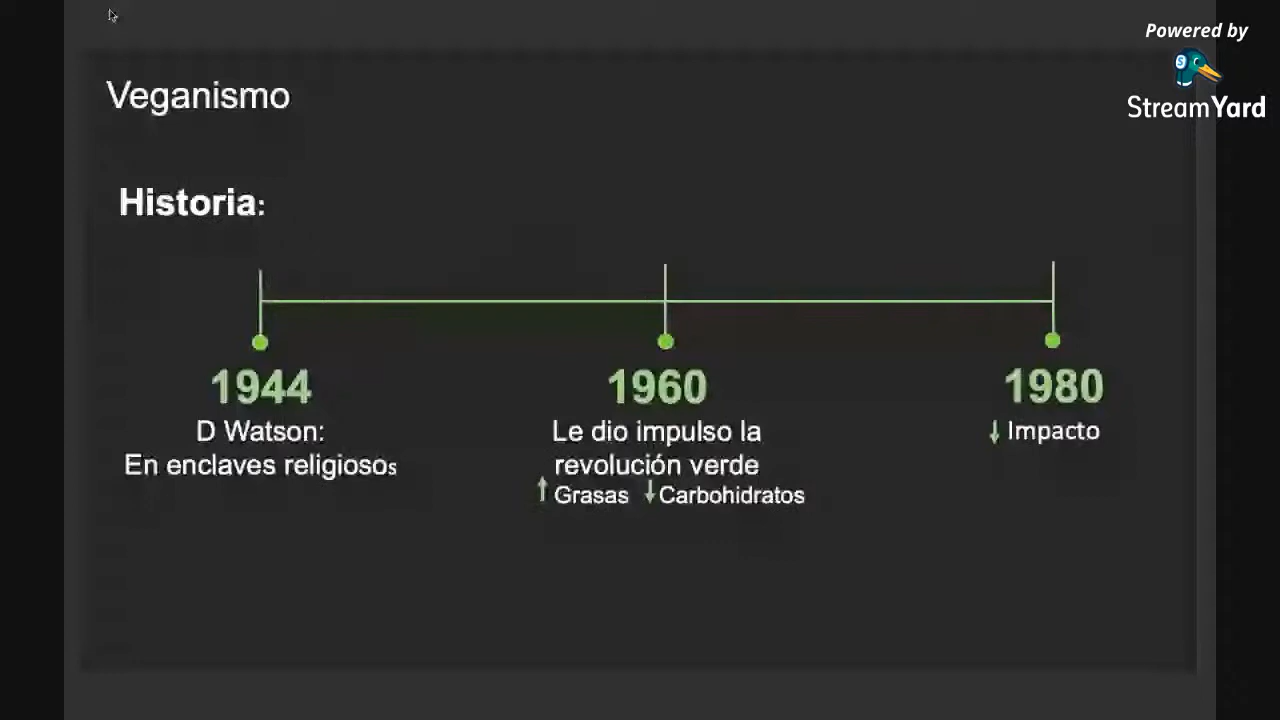 Powered by
StreamYard
Veganismo
Historia:
1944
D Watson:
En enclaves religiosos
1960
Le dio impulso la
revolución verde
↑ Grasas ↓ Carbohidratos
1980
↓ Impacto